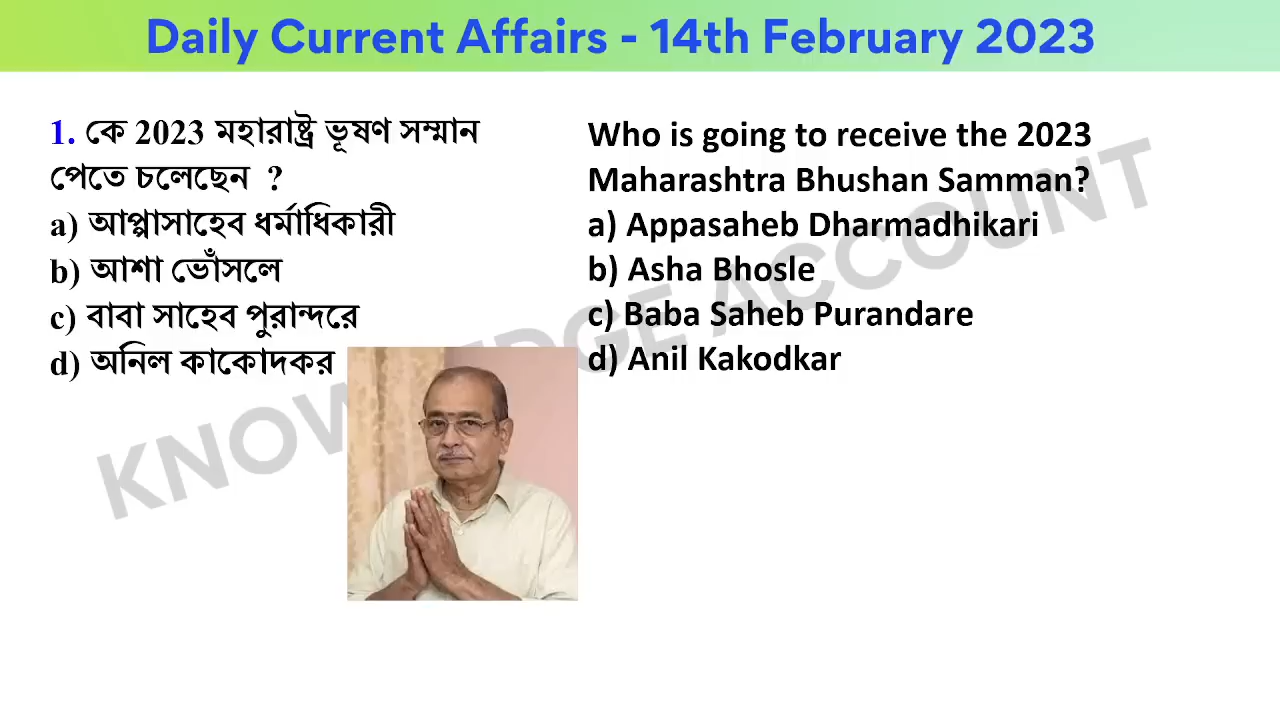 Daily Current Affairs - 14th February 2023
1. কে 2023 মহারাষ্ট্র ভূষণ সম্মান
পেতে চলেছেন ?
a) আপ্পাসাহেব ধর্মাধিকারী
b) আশা ভোঁসলে
c) বাবা সাহেব পুরান্দরে
d) অনিল কাকোদকর
Who is going to receive the 2023
Maharashtra Bhushan Samman?
a) Appasaheb Dharmadhikari
b) Asha Bhosle
c) Baba Saheb Purandare
d) Anil Kakodkar
KNOWLEDGE ACCOUNT